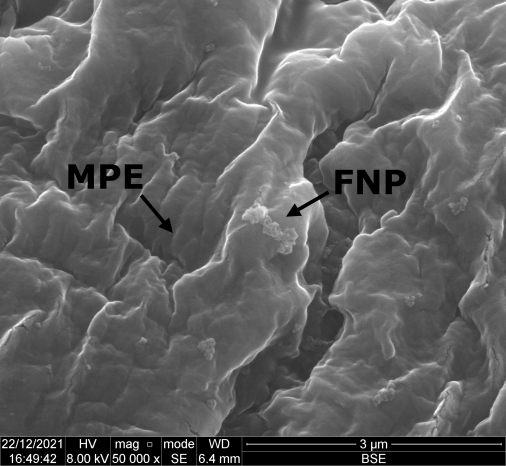 MPE
FNP
22/12/2021 HV mag □ mode WD 3 µm
16:49:42 8.00 kV 50 000 x SE 6.4 mm BSE